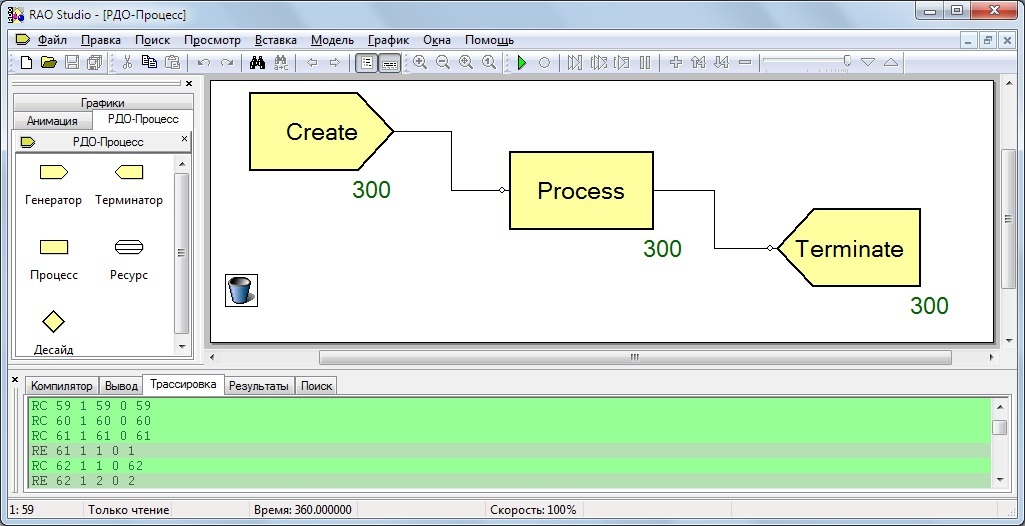 RAO Studio - [РДО-Процесс]
Файл Правка Поиск Просмотр Вставка Модель График Окна Помощь
Графики
Анимация РДО-Процесс
РДО-Процесс
Генератор Терминатор
Процесс Ресурс
Десайд
Create
300
Process
300
Terminate
300
Компилятор Вывод Трассировка Результаты Поиск
RC 59 1 59 0 59
RC 60 1 60 0 60
RC 61 1 61 0 61
RE 61 1 1 0 1
RC 62 1 1 0 62
RE 62 1 2 0 2
1: 59 Только чтение Время: 360.000000 Скорость: 100%